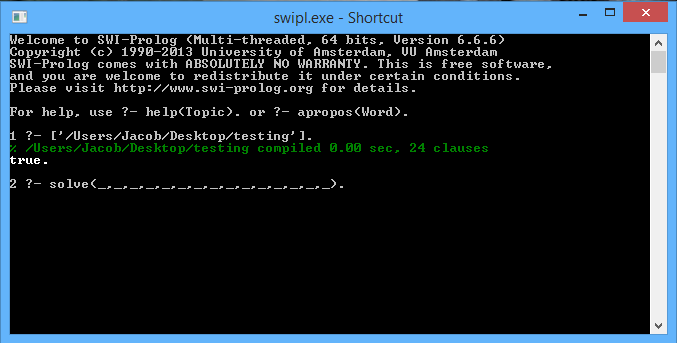 swipl.exe - Shortcut
Welcome to SWI-Prolog (Multi-threaded, 64 bits, Version 6.6.6)
Copyright (c) 1990-2013 University of Amsterdam, VU Amsterdam
SWI-Prolog comes with ABSOLUTELY NO WARRANTY. This is free software,
and you are welcome to redistribute it under certain conditions.
Please visit http://www.swi-prolog.org for details.
For help, use ?- help(Topic). or ?- apropos(Word).
1 ?- ['/Users/Jacob/Desktop/testing'].
% /Users/Jacob/Desktop/testing compiled 0.00 sec, 24 clauses
true.
2 ?- solve(_,_,_,_,_,_,_,_,_,_,_,_,_,_,_).